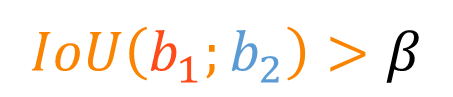 IoU(b₁; b₂) > β